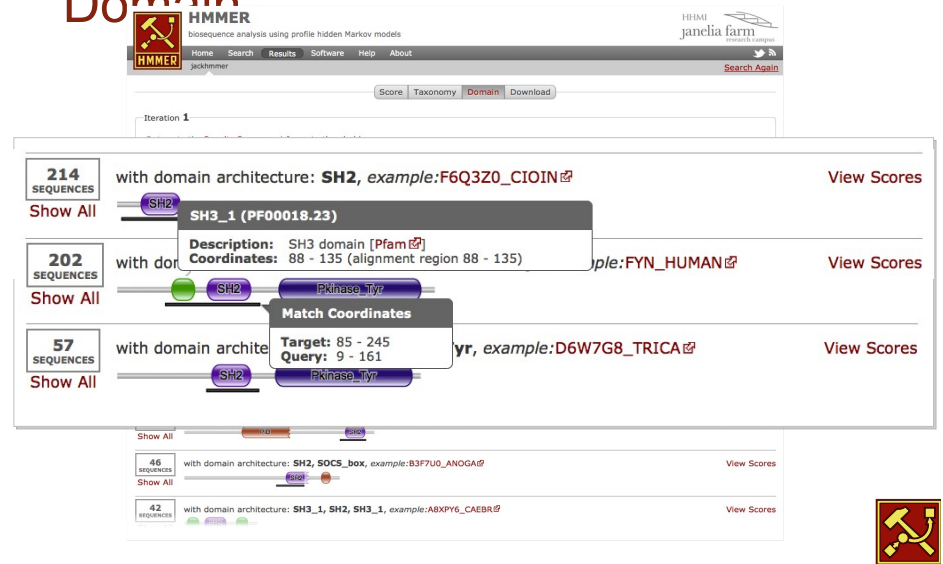 Domain
HMMER
biosequence analysis using profile hidden Markov models
HHMI
janelia farm
research campus
HMMER
Home Search Results Software Help About
jackhmmer
Search Again
Score Taxonomy Domain Download
Iteration 1
214
SEQUENCES
Show All
with domain architecture: SH2, example:F6Q3Z0_CIOIN
View Scores
SH2
SH3_1 (PF00018.23)
Description: SH3 domain [Pfam]
Coordinates: 88 - 135 (alignment region 88 - 135)
202
SEQUENCES
Show All
with dor
ple:FYN_HUMAN
View Scores
SH2 Pkinase_Tyr
Match Coordinates
Target: 85 - 245
Query: 9 - 161
57
SEQUENCES
Show All
with domain archite
yr, example:D6W7G8_TRICA
View Scores
SH2 Pkinase_Tyr
Show All
SH2
46
SEQUENCES
Show All
with domain architecture: SH2, SOCS_box, example:B3F7U0_ANOGA
View Scores
SH2
42
SEQUENCES
with domain architecture: SH3_1, SH2, SH3_1, example:A8XPY6_CAEBR
View Scores